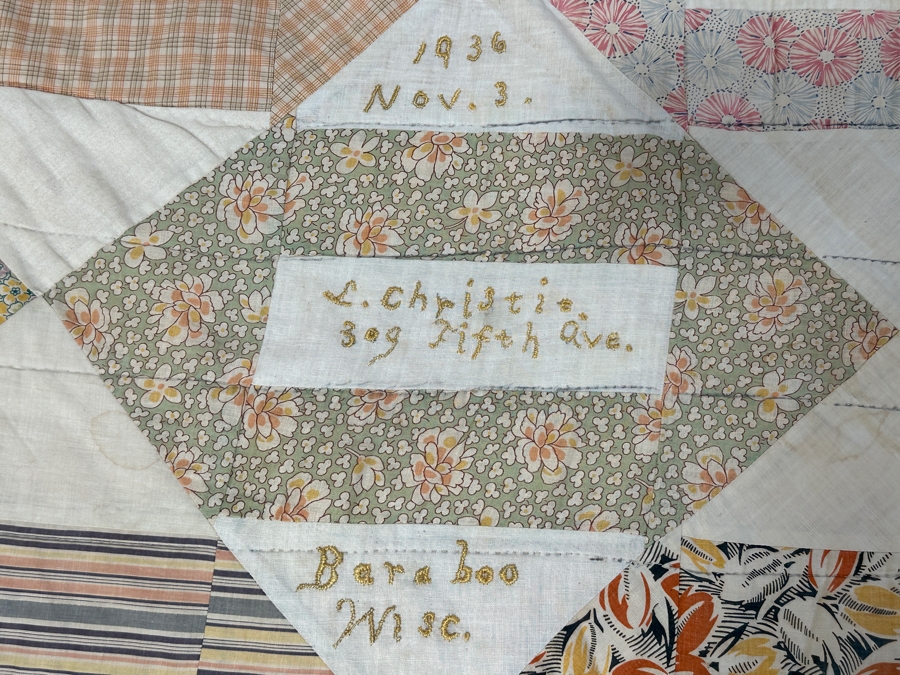 1936
Nov. 3.
L. Christie.
309 Fifth Ave.
Baraboo
Wisc.